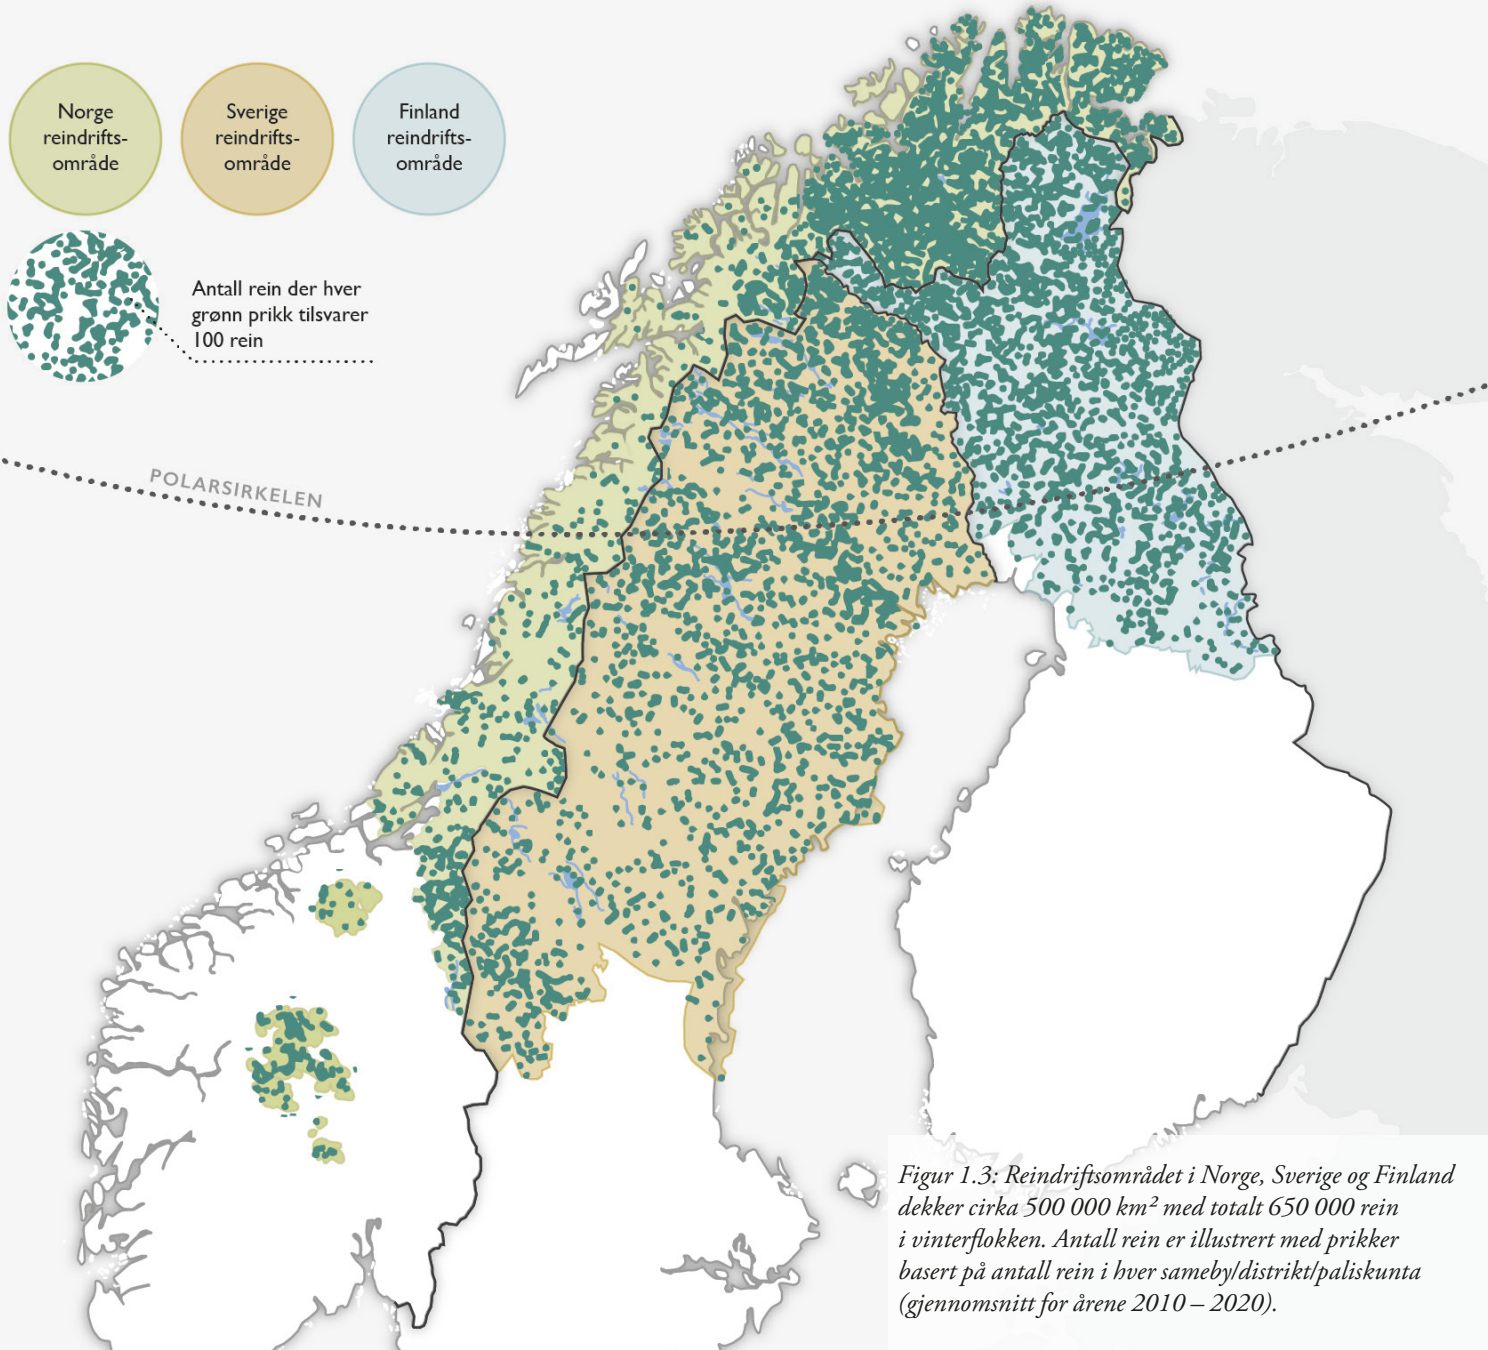 Norge
reindrifts-
område
Sverige
reindrifts-
område
Finland
reindrifts-
område
Antall rein der hver
grønn prikk tilsvarer
100 rein
POLARSIRKELEN
Figur 1.3: Reindriftsområdet i Norge, Sverige og Finland
dekker cirka 500 000 km² med totalt 650 000 rein
i vinterflokken. Antall rein er illustrert med prikker
basert på antall rein i hver sameby/distrikt/paliskunta
(gjennomsnitt for årene 2010 – 2020).